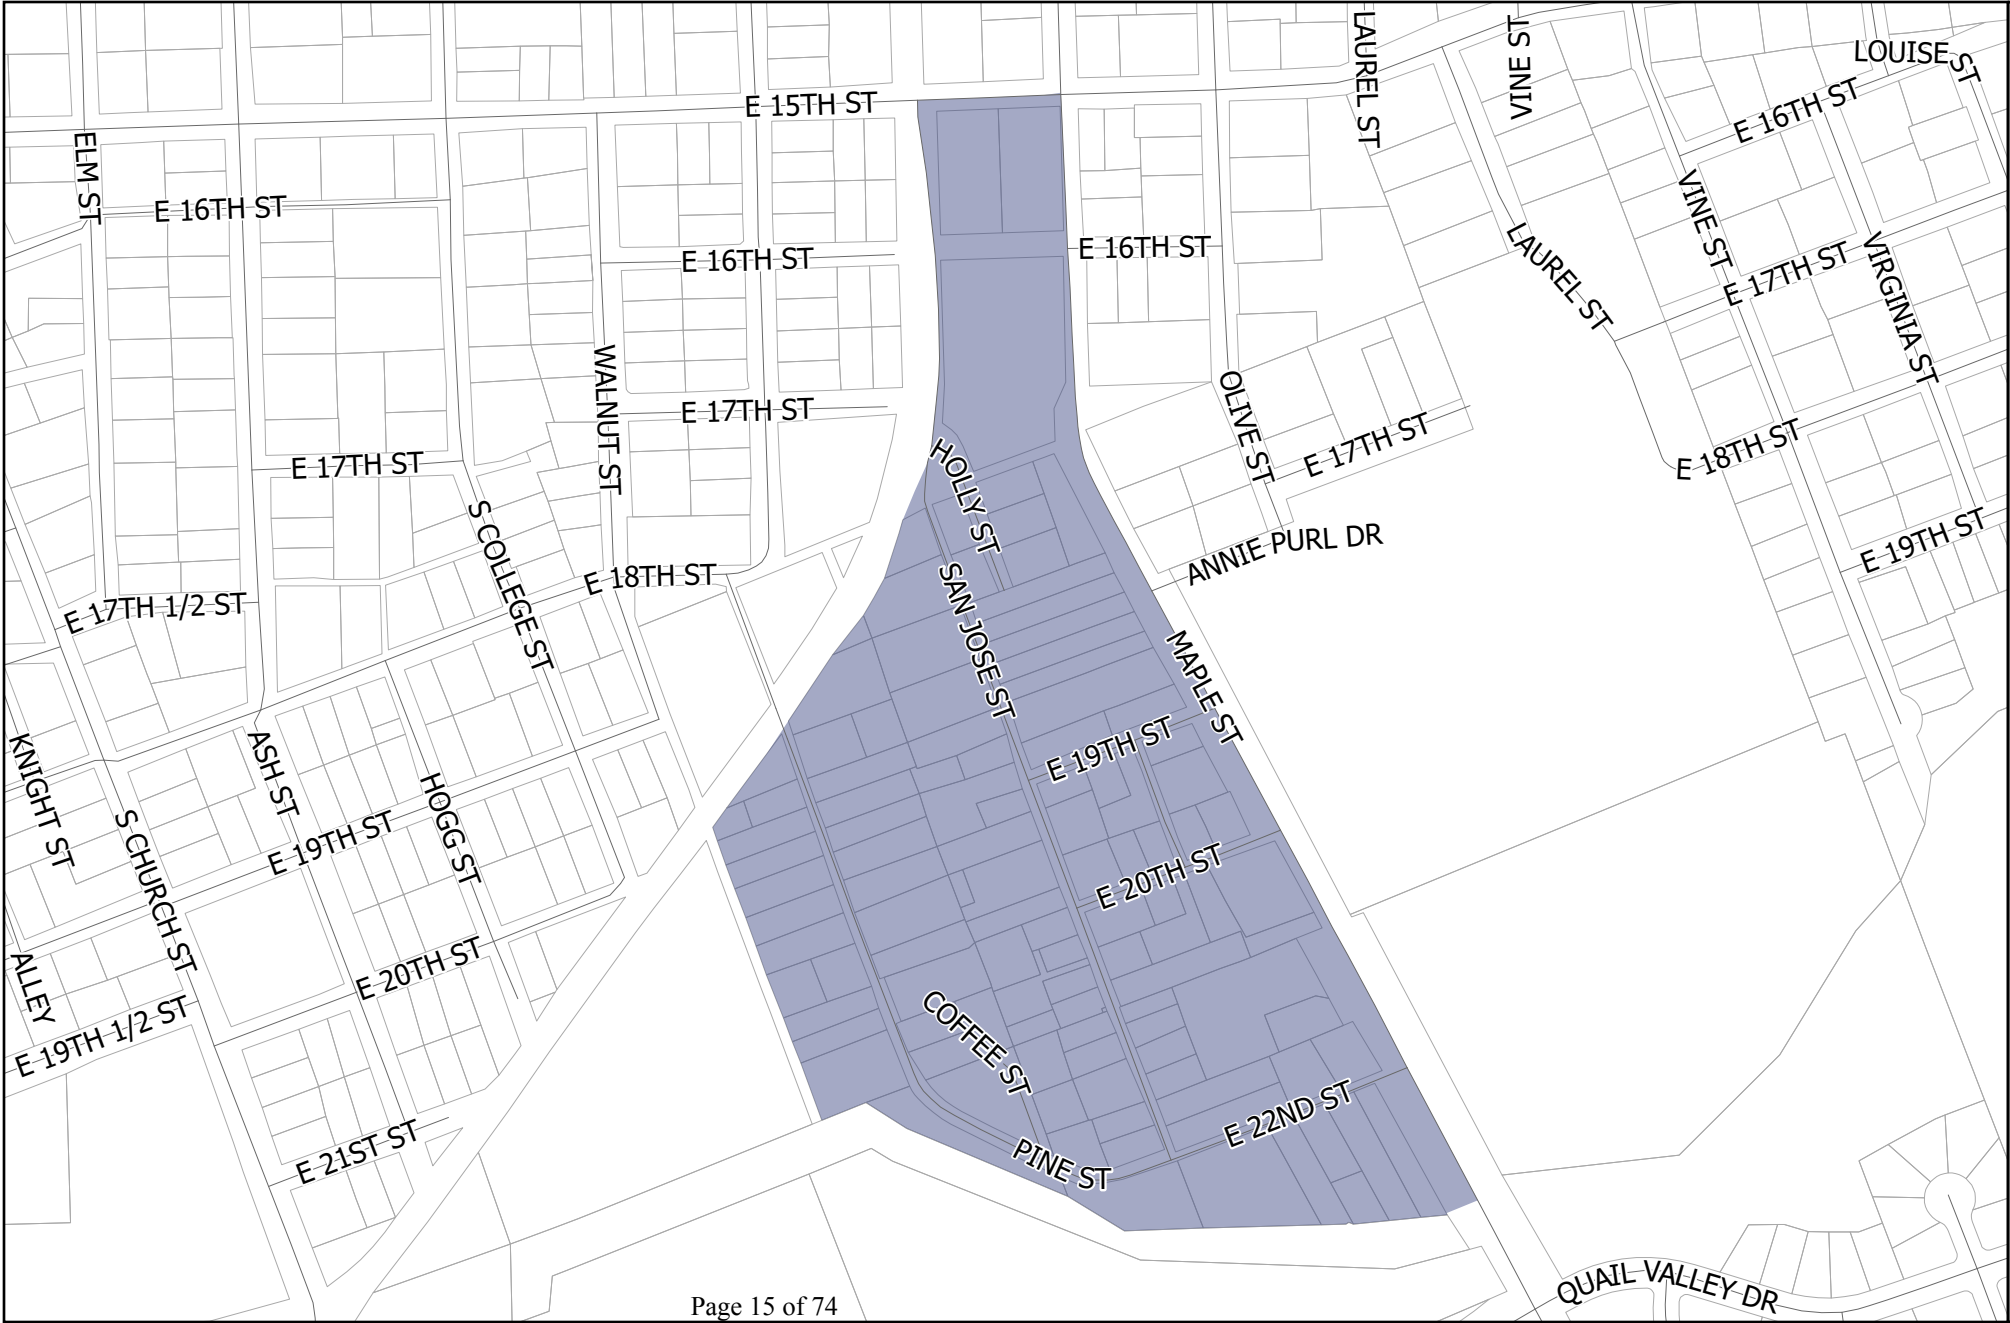 LAUREL ST
VINE ST
LOUISE ST
E 15TH ST
E 16TH ST
ELM ST
E 16TH ST
E 16TH ST
E 16TH ST
VINE ST
LAUREL ST
E 17TH ST
VIRGINIA ST
WALNUT ST
E 17TH ST
OLIVE ST
E 17TH ST
E 17TH ST
E 18TH ST
HOLLY ST
S COLLEGE ST
E 18TH ST
ANNIE PURL DR
E 19TH ST
E 17TH 1/2 ST
SAN JOSE ST
MAPLE ST
KNIGHT ST
ASH ST
HOGG ST
E 19TH ST
S CHURCH ST
E 19TH ST
E 20TH ST
ALLEY
E 20TH ST
E 19TH 1/2 ST
COFFEE ST
E 21ST ST
PINE ST
E 22ND ST
QUAIL VALLEY DR
Page 15 of 74